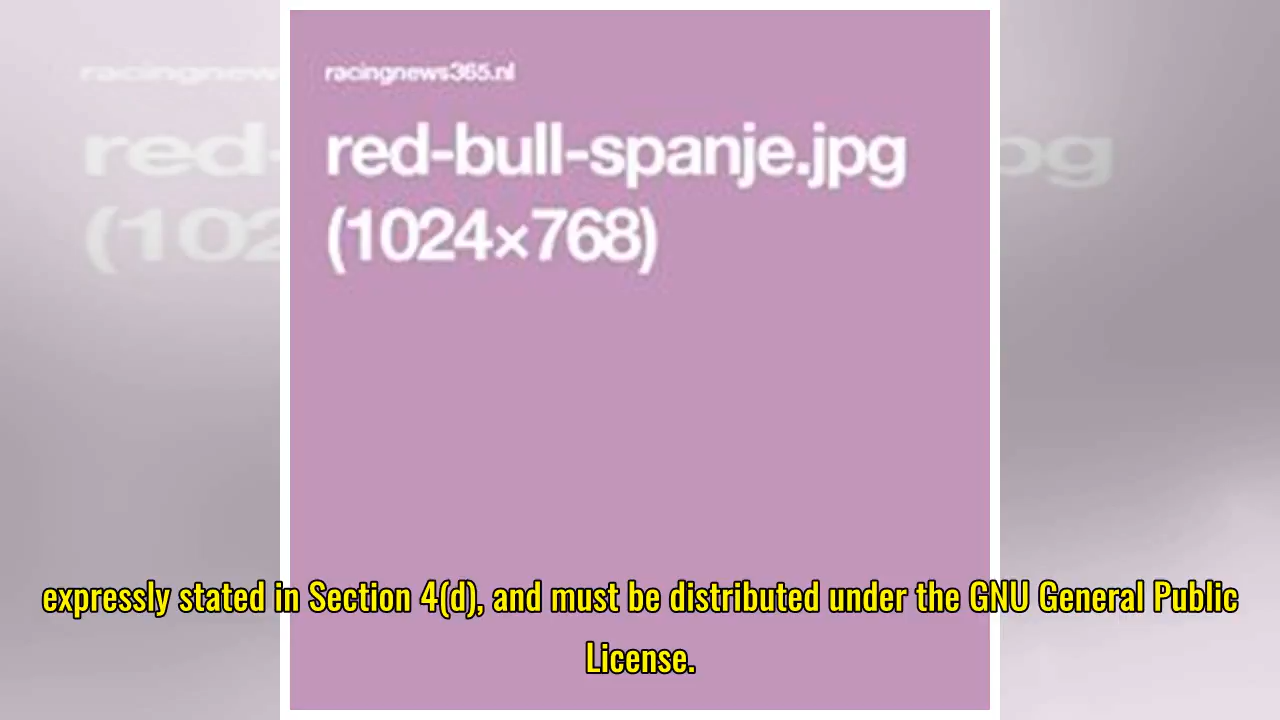 racingnews365.nl
red-bull-spanje.jpg
(1024×768)
expressly stated in Section 4(d), and must be distributed under the GNU General Public
License.